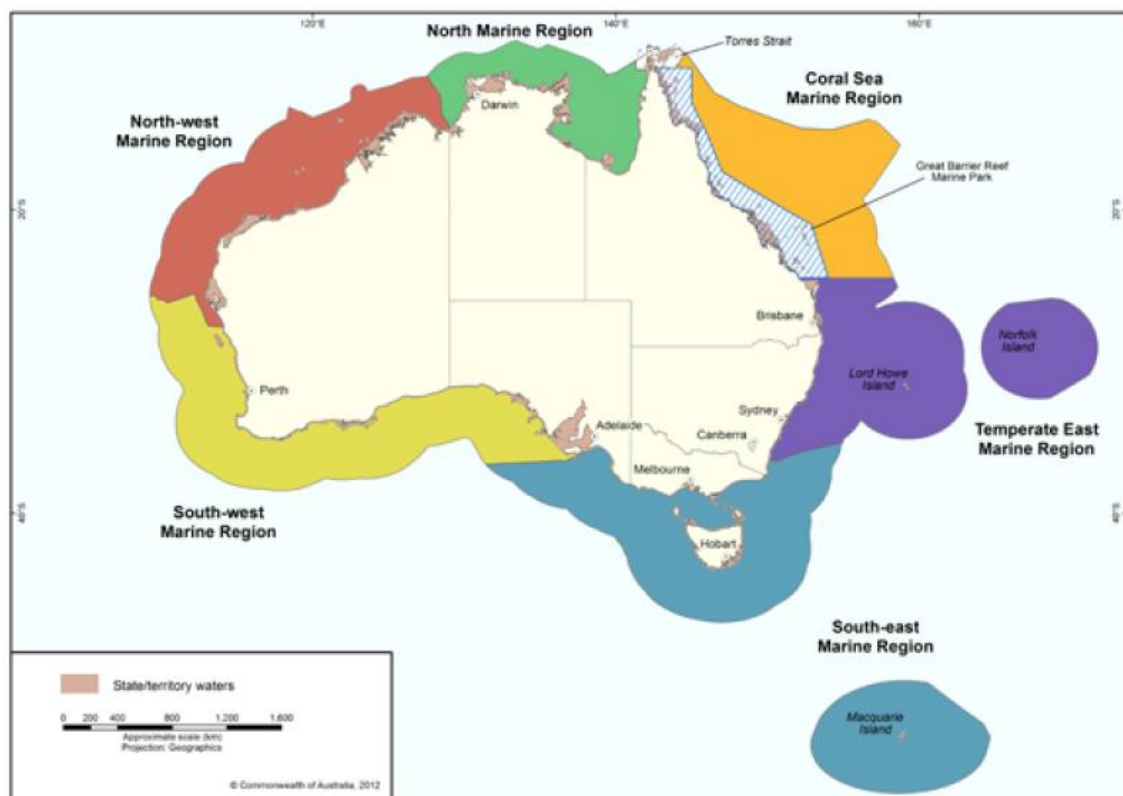 120°E
140°E
160°E
North Marine Region
Torres Strait
Coral Sea
Marine Region
North-west
Marine Region
Darwin
Great Barrier Reef
Marine Park
20°S
20°S
Brisbane
Norfolk
Island
Lord Howe
Island
Perth
Sydney
Adelaide
Canberra
Temperate East
Marine Region
Melbourne
South-west
Marine Region
40°S
40°S
Hobart
South-east
Marine Region
State/territory waters
0 200 400 800 1,200 1,600
Approximate scale (km)
Projection: Geographics
Macquarie
Island
© Commonwealth of Australia, 2012